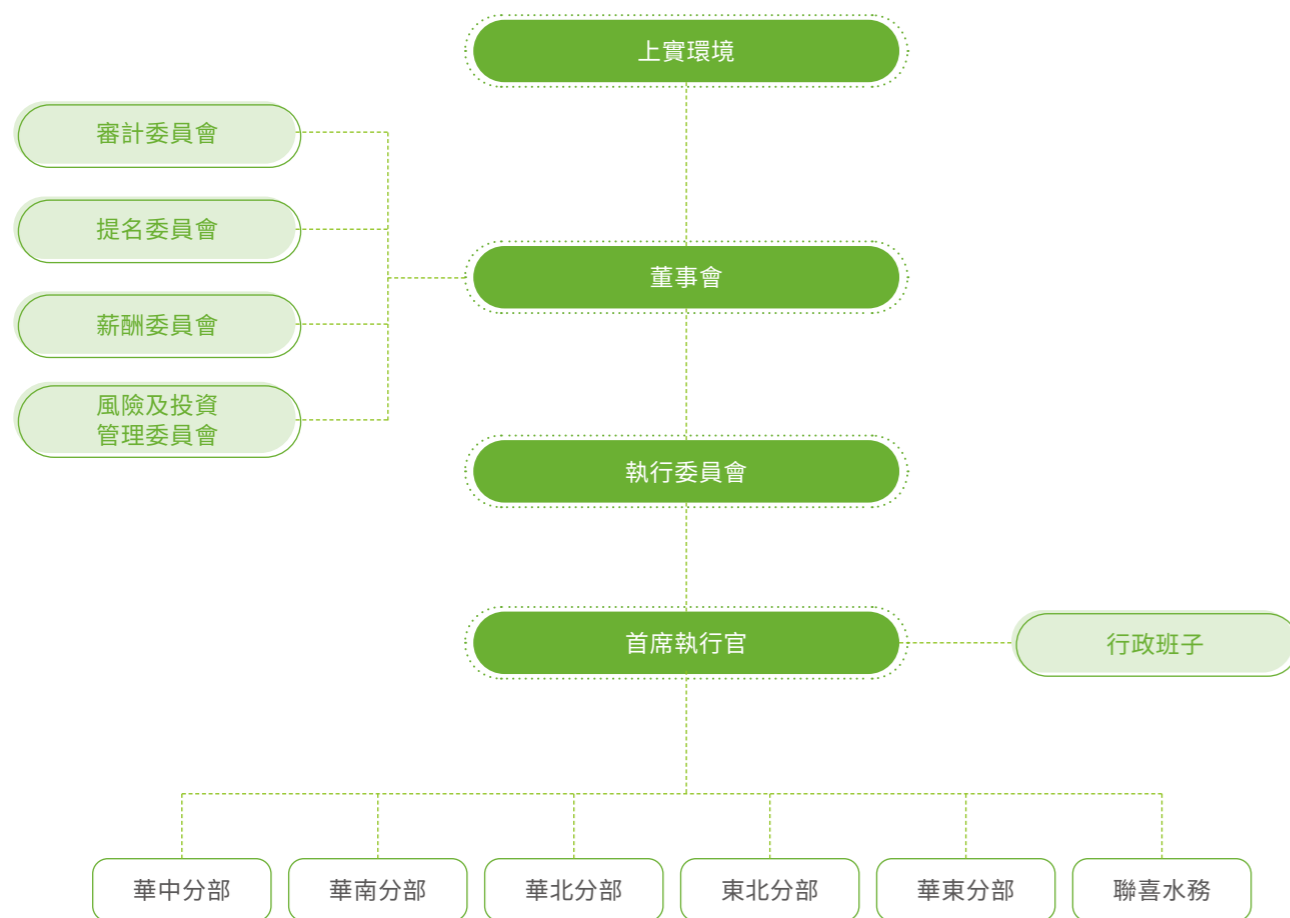 上實環境
審計委員會
提名委員會
董事會
薪酬委員會
風險及投資
管理委員會
執行委員會
首席執行官
行政班子
華中分部
華南分部
華北分部
東北分部
華東分部
聯喜水務